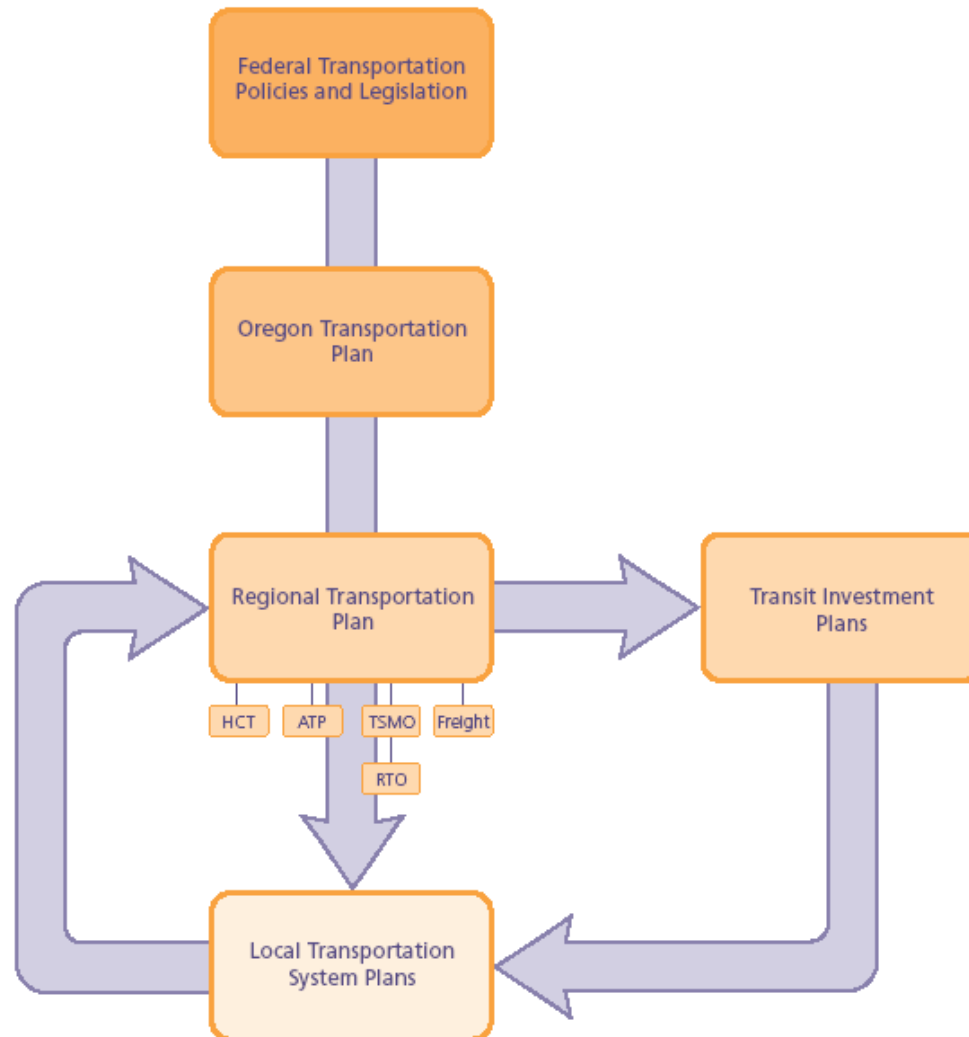 Federal Transportation
Policies and Legislation
Oregon Transportation
Plan
Regional Transportation
Plan
Transit Investment
Plans
HCT
ATP
TSMO
Freight
RTO
Local Transportation
System Plans